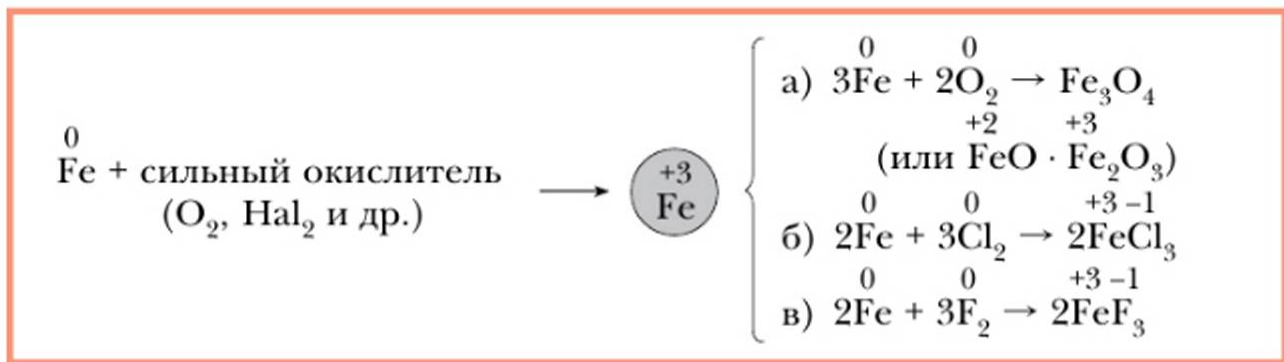 0
Fe + сильный окислитель
(O₂, Hal₂ и др.)
+3
Fe
0 0
а) 3Fe + 2O₂ → Fe₃O₄
+2 +3
(или FeO · Fe₂O₃)
0 0 +3 –1
б) 2Fe + 3Cl₂ → 2FeCl₃
0 0 +3 –1
в) 2Fe + 3F₂ → 2FeF₃